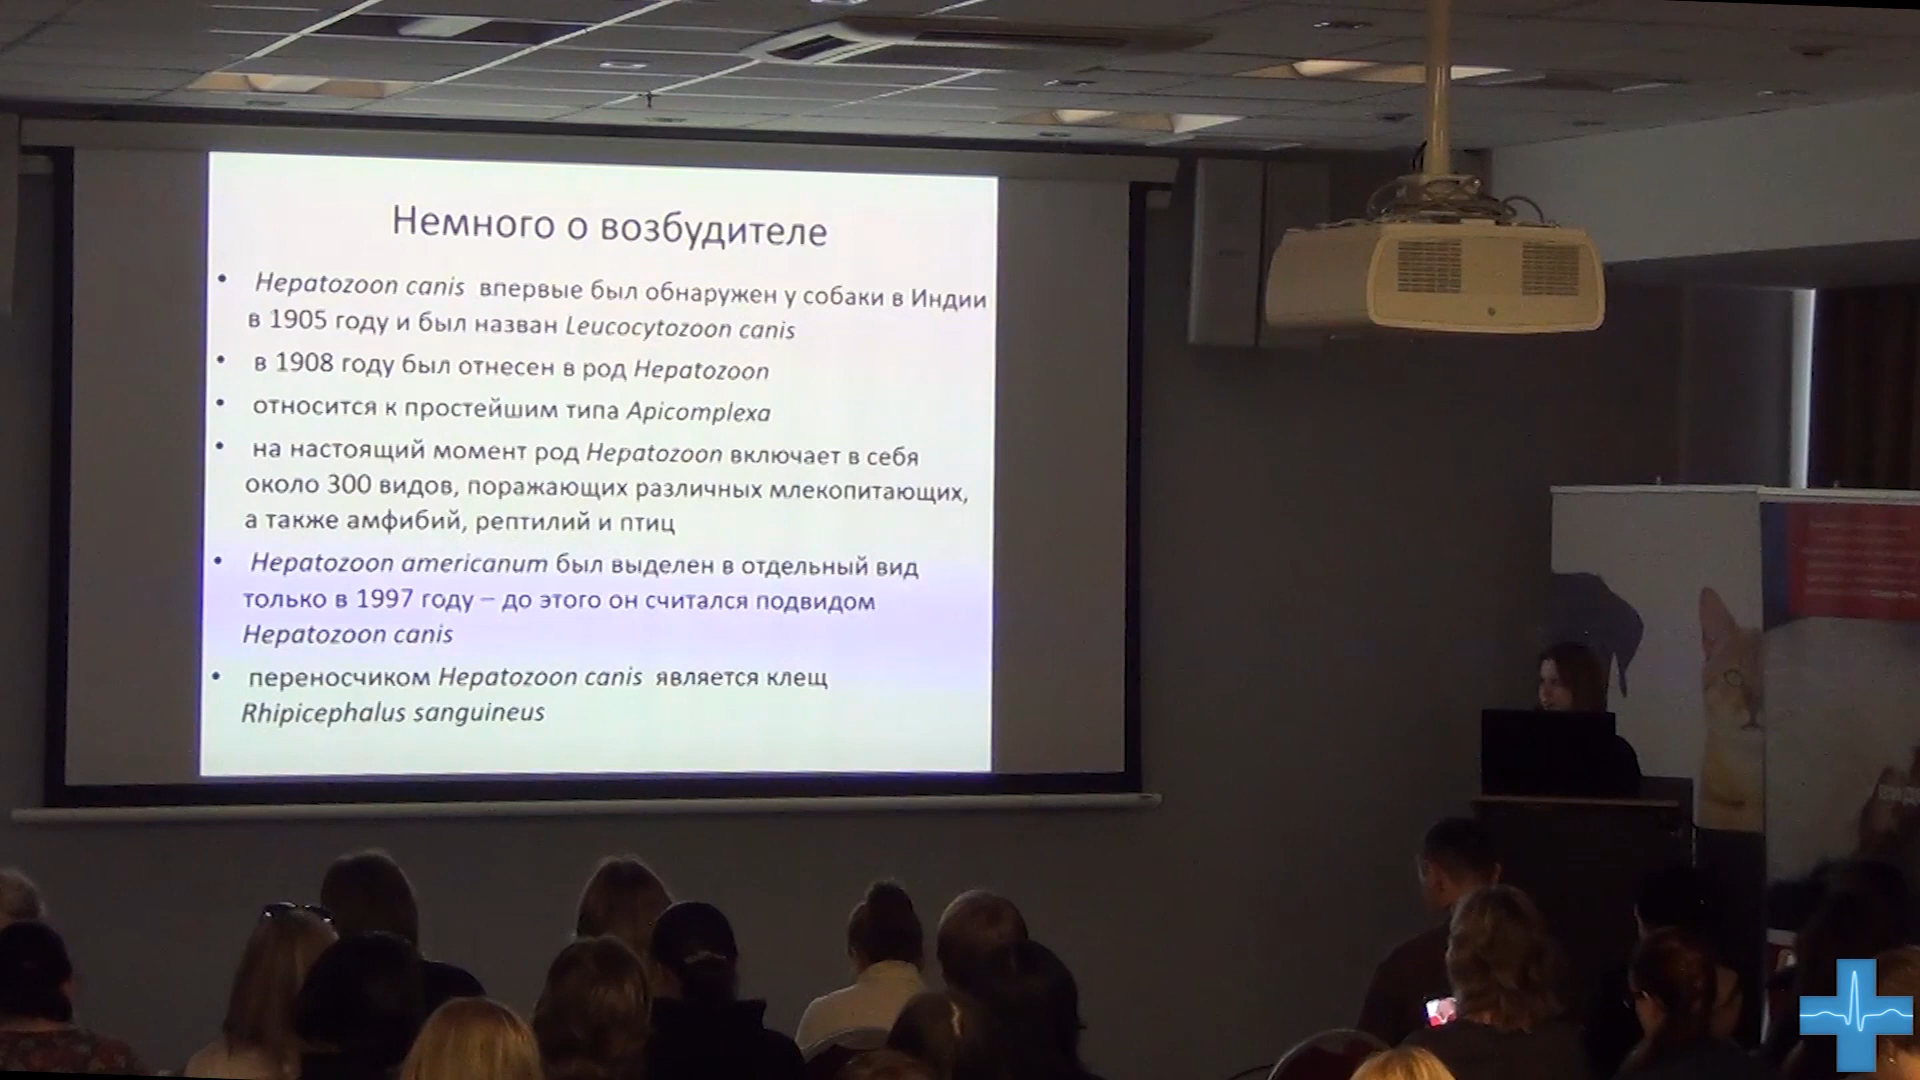 Немного о возбудителе
• Hepatozoon canis впервые был обнаружен у собаки в Индии
в 1905 году и был назван Leucocytozoon canis
• в 1908 году был отнесен в род Hepatozoon
• относится к простейшим типа Apicomplexa
• на настоящий момент род Hepatozoon включает в себя
около 300 видов, поражающих различных млекопитающих,
а также амфибий, рептилий и птиц
• Hepatozoon americanum был выделен в отдельный вид
только в 1997 году – до этого он считался подвидом
Hepatozoon canis
• переносчиком Hepatozoon canis является клещ
Rhipicephalus sanguineus